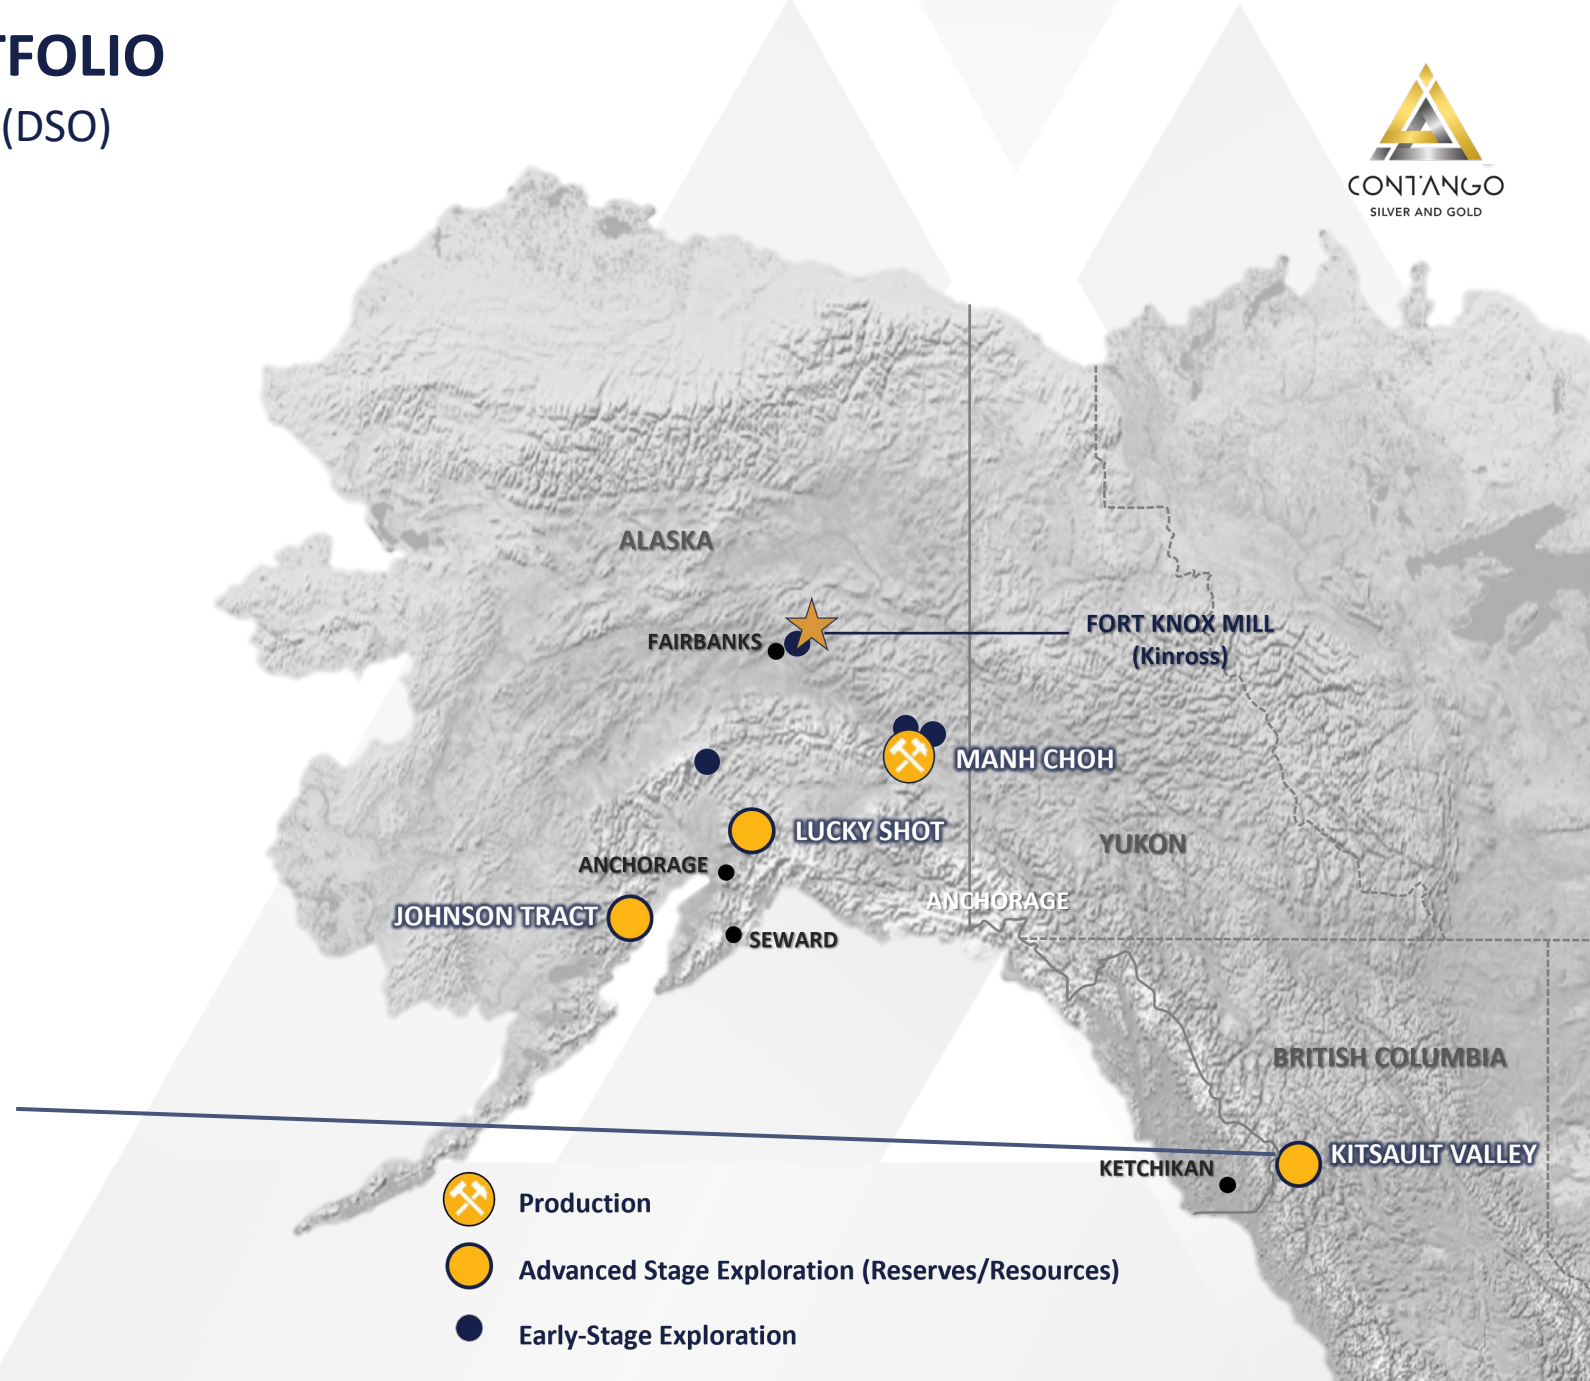 TFOLIO
(DSO)
CONTANGO
SILVER AND GOLD
ALASKA
FAIRBANKS
FORT KNOX MILL
(Kinross)
MANH CHOH
LUCKY SHOT
YUKON
ANCHORAGE
ANCHORAGE
JOHNSON TRACT
SEWARD
BRITISH COLUMBIA
KITSAULT VALLEY
KETCHIKAN
Production
Advanced Stage Exploration (Reserves/Resources)
Early-Stage Exploration